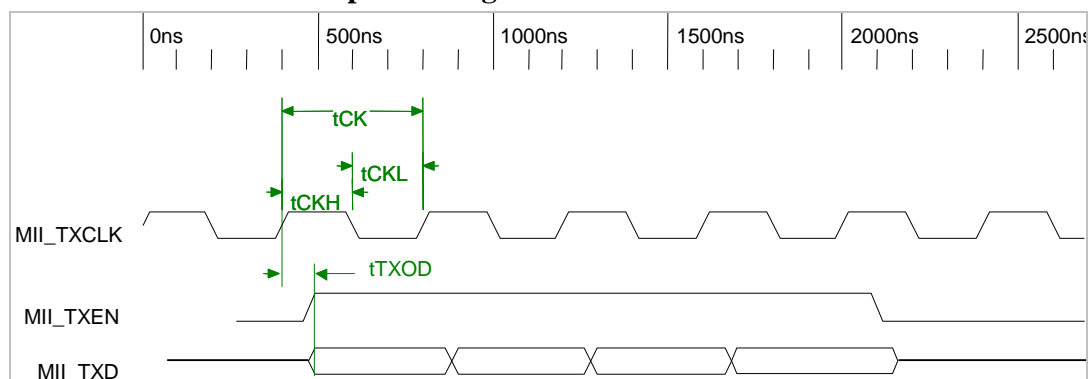 0ns 500ns 1000ns 1500ns 2000ns 2500ns
tCK
tCKL
tCKH
MII_TXCLK
tTXOD
MII_TXEN
MII_TXD